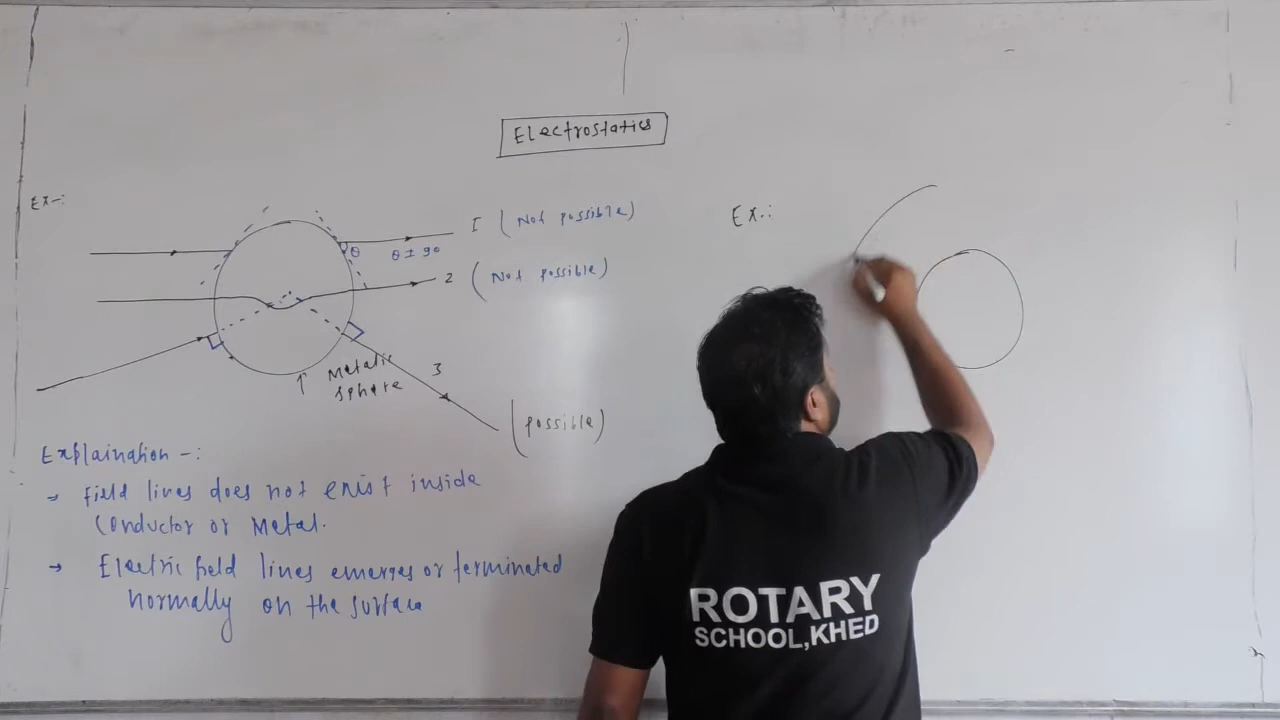 Electrostatics
Ex-:
1 (Not possible)
θ θ ± 90
2 (Not possible)
3
Metalic
sphere
(possible)
Explaination -:
→ Field lines does not exist inside
Conductor or Metal.
→ Electric field lines emerges or terminated
normally on the surface
Ex.:
ROTARY
SCHOOL,KHED